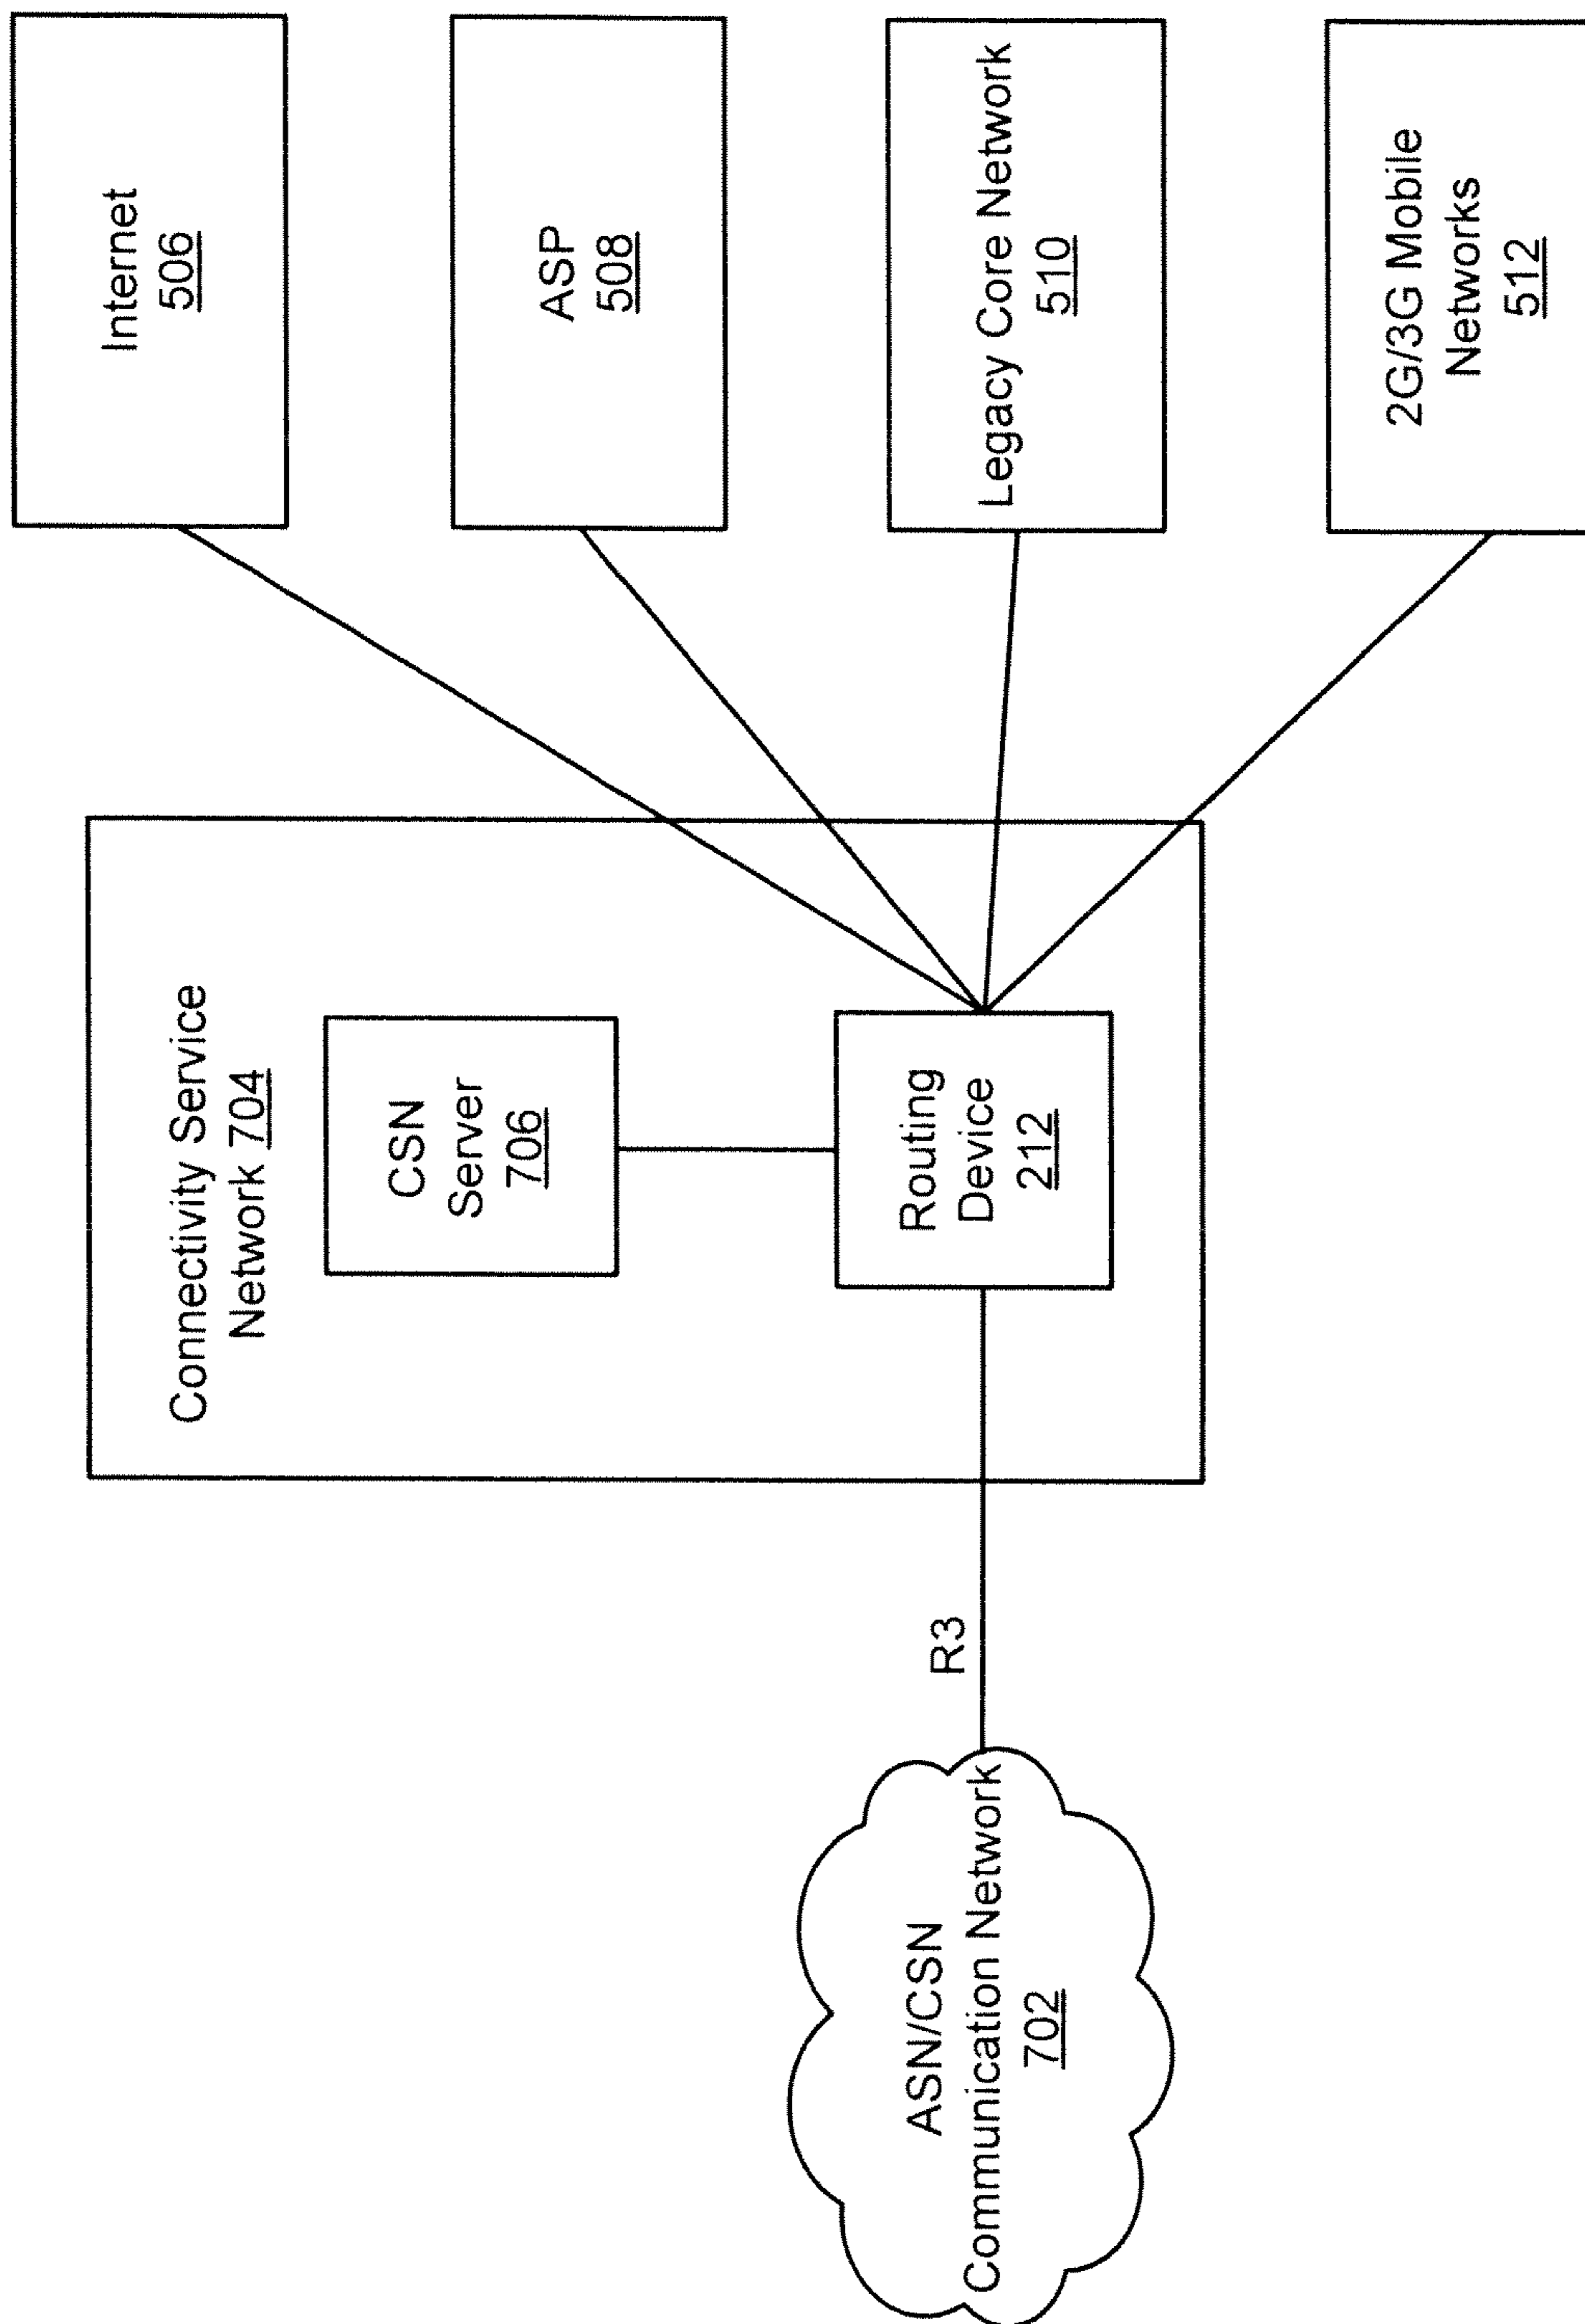 Connectivity Service
Network 704
CSN
Server
706
Routing
Device
212
R3
ASN/CSN
Communication Network
702
Internet
506
ASP
508
Legacy Core Network
510
2G/3G Mobile
Networks
512